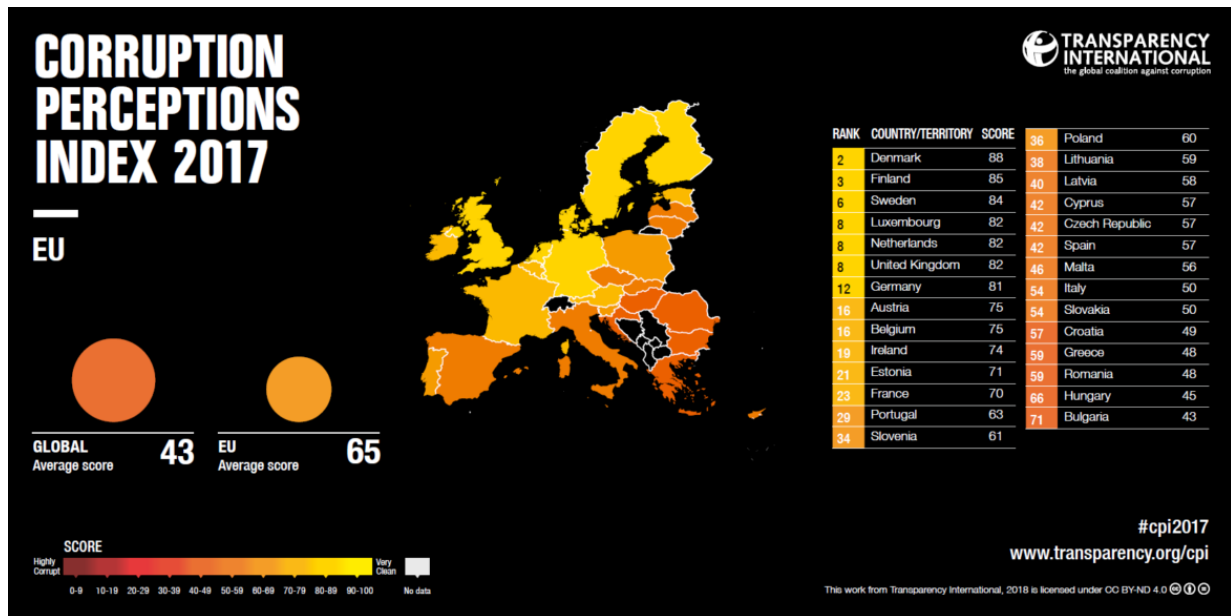 CORRUPTION
PERCEPTIONS
INDEX 2017
EU
GLOBAL
Average score
43
EU
Average score
65
SCORE
Highly
Corrupt
Very
Clean
0-9 10-19 20-29 30-39 40-49 50-59 60-69 70-79 80-89 90-100
No data
TRANSPARENCY
INTERNATIONAL
the global coalition against corruption
RANK COUNTRY/TERRITORY SCORE
2 Denmark 88
3 Finland 85
6 Sweden 84
8 Luxembourg 82
8 Netherlands 82
8 United Kingdom 82
12 Germany 81
16 Austria 75
16 Belgium 75
19 Ireland 74
21 Estonia 71
23 France 70
29 Portugal 63
34 Slovenia 61
36 Poland 60
38 Lithuania 59
40 Latvia 58
42 Cyprus 57
42 Czech Republic 57
42 Spain 57
46 Malta 56
54 Italy 50
54 Slovakia 50
57 Croatia 49
59 Greece 48
59 Romania 48
66 Hungary 45
71 Bulgaria 43
#cpi2017
www.transparency.org/cpi
This work from Transparency International, 2018 is licensed under CC BY-ND 4.0